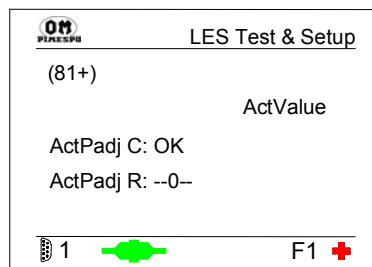 OM
PIMESPO
LES Test & Setup
(81+)
ActValue
ActPadj C: OK
ActPadj R: --0--
1
F1